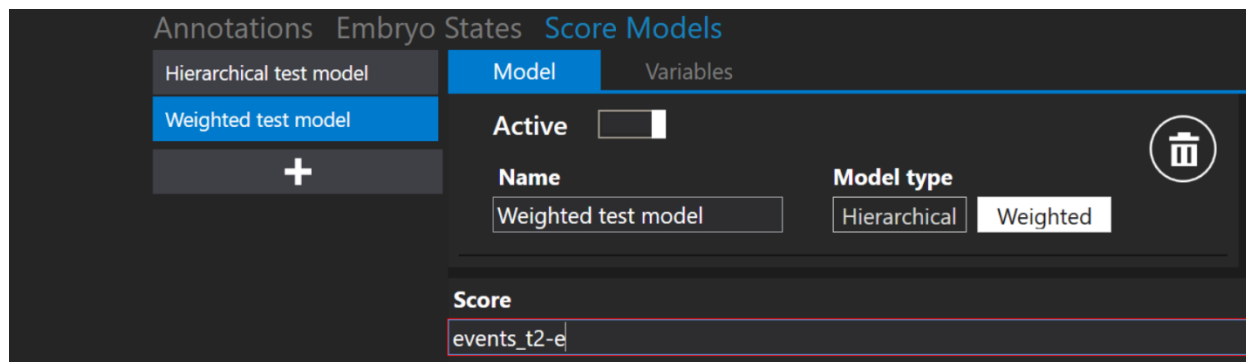 Annotations Embryo States Score Models
Hierarchical test model
Model Variables
Weighted test model
Active
Name
Model type
Weighted test model
Hierarchical Weighted
Score
events_t2-e